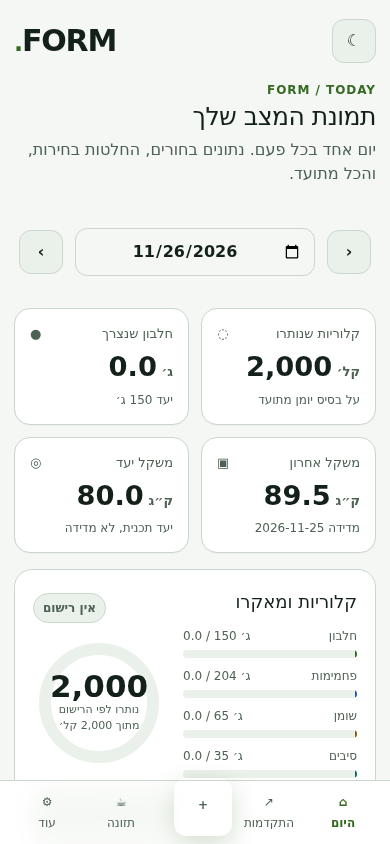 FORM.
FORM / TODAY
תמונת המצב שלך
יום אחד בכל פעם. נתונים בחורים, החלטות בחירות,
והכל מתועד.
11/26/2026
קלוריות שנותרו
2,000 קל׳
על בסיס יומן מתועד
חלבון שנצרך
0.0 ג׳
יעד 150 ג׳
משקל אחרון
89.5 ק״ג
מדידה 2026-11-25
משקל יעד
80.0 ק״ג
יעד תכנית, לא מדידה
קלוריות ומאקרו
אין רישום
חלבון
0.0 / 150 ג׳
פחמימות
0.0 / 204 ג׳
שומן
0.0 / 65 ג׳
סיבים
0.0 / 35 ג׳
2,000
נותרו לפי הרישום
מתוך 2,000 קל׳
היום
התקדמות
+
תזונה
עוד